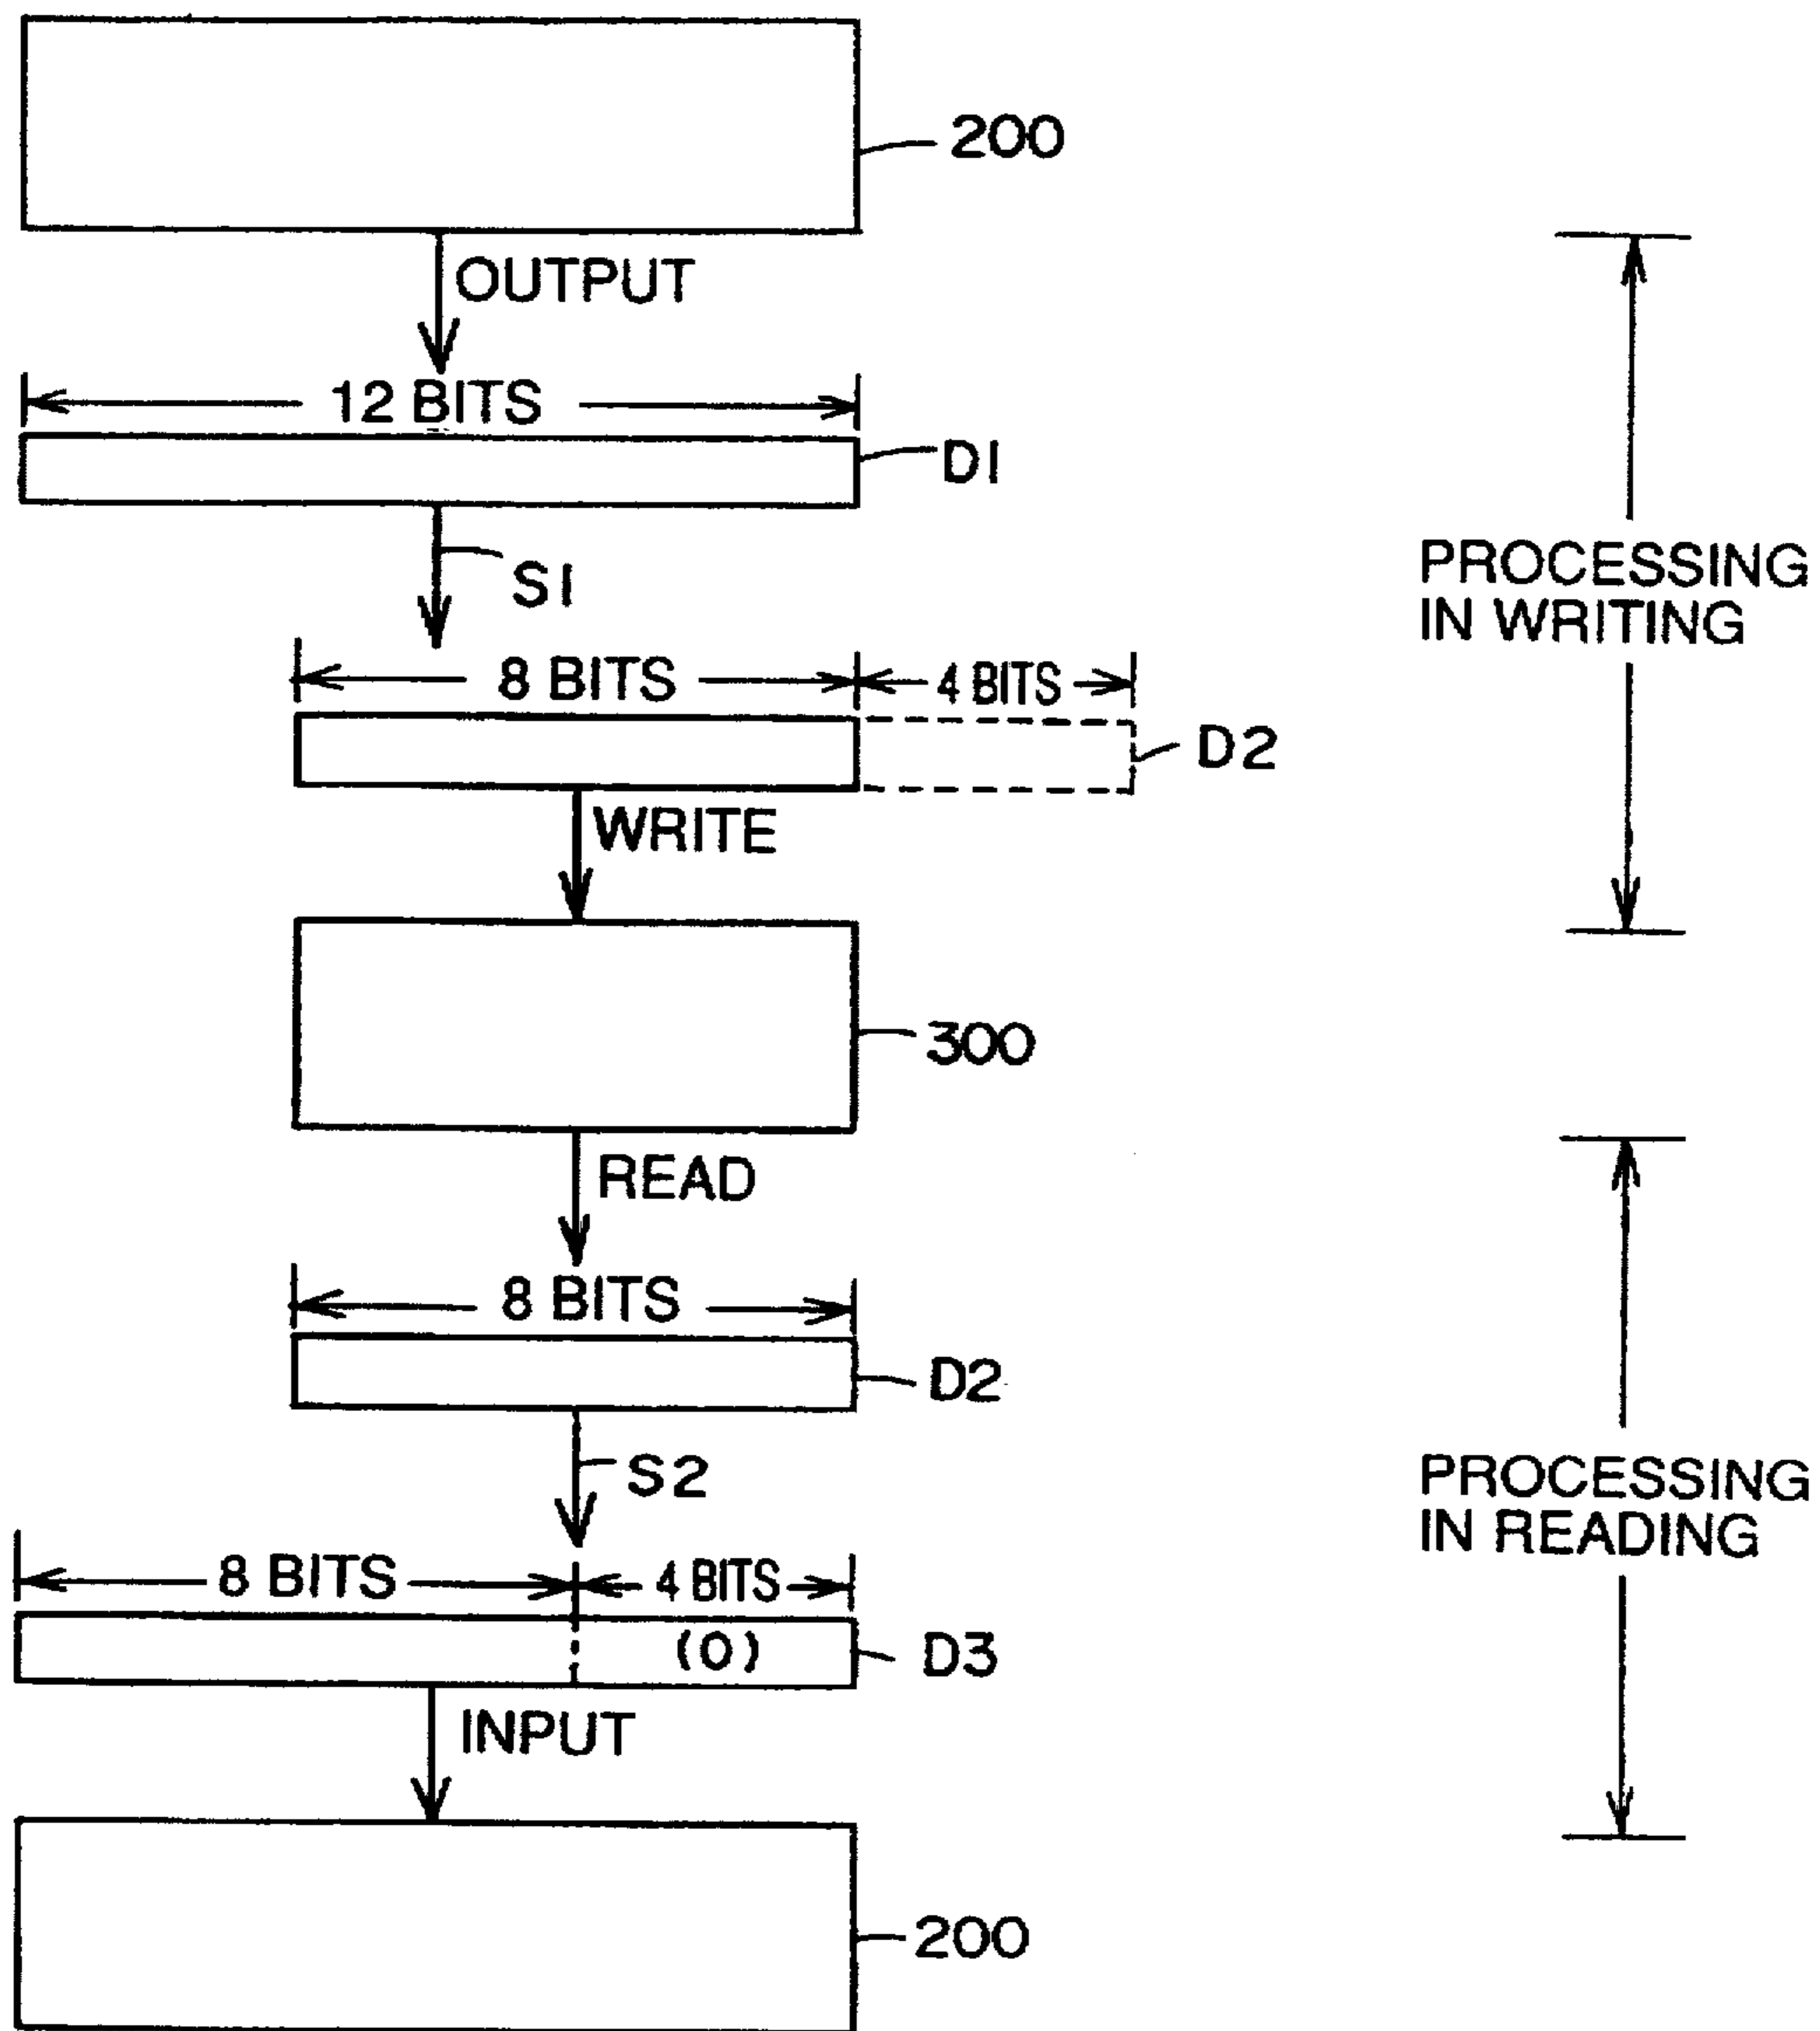 200
OUTPUT
12 BITS
D1
S1
PROCESSING
IN WRITING
8 BITS
4 BITS
D2
WRITE
300
READ
8 BITS
D2
S2
PROCESSING
IN READING
8 BITS
4 BITS
(0)
D3
INPUT
200